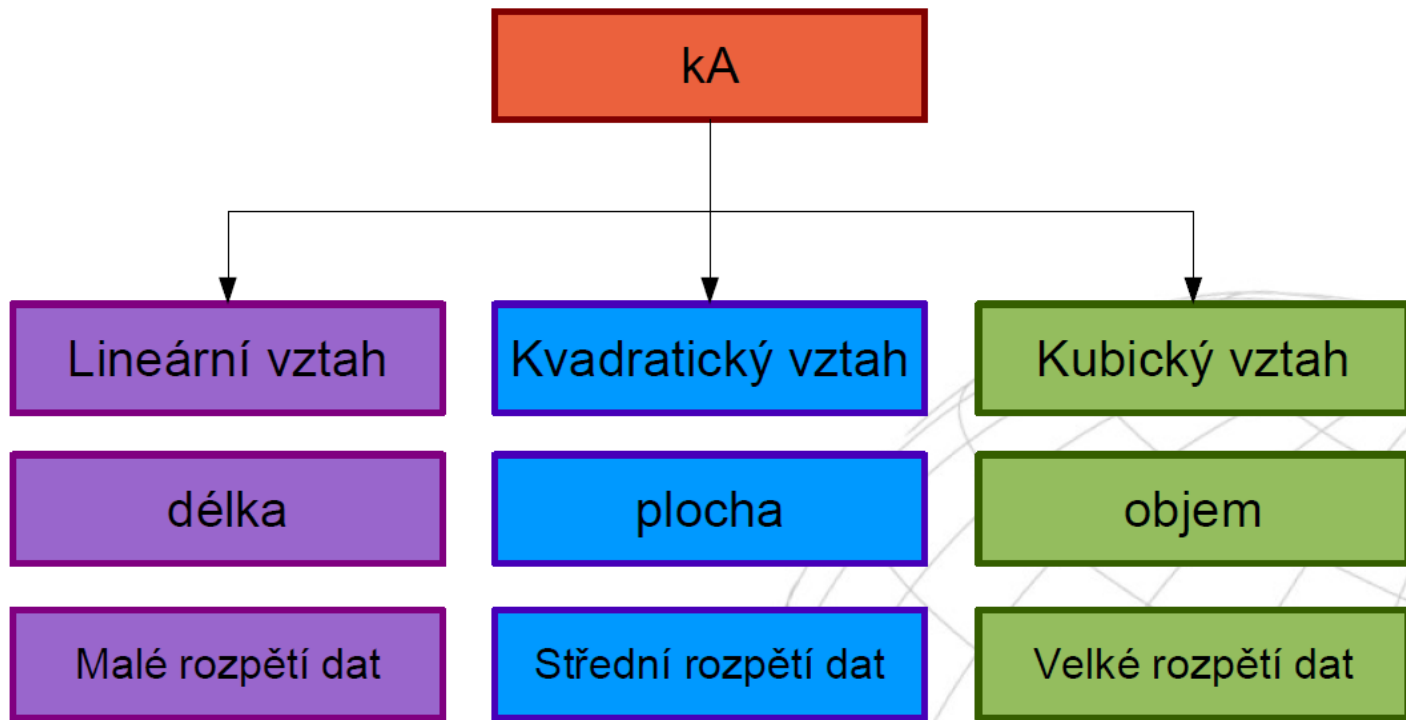 kA
Lineární vztah
Kvadratický vztah
Kubický vztah
délka
plocha
objem
Malé rozpětí dat
Střední rozpětí dat
Velké rozpětí dat